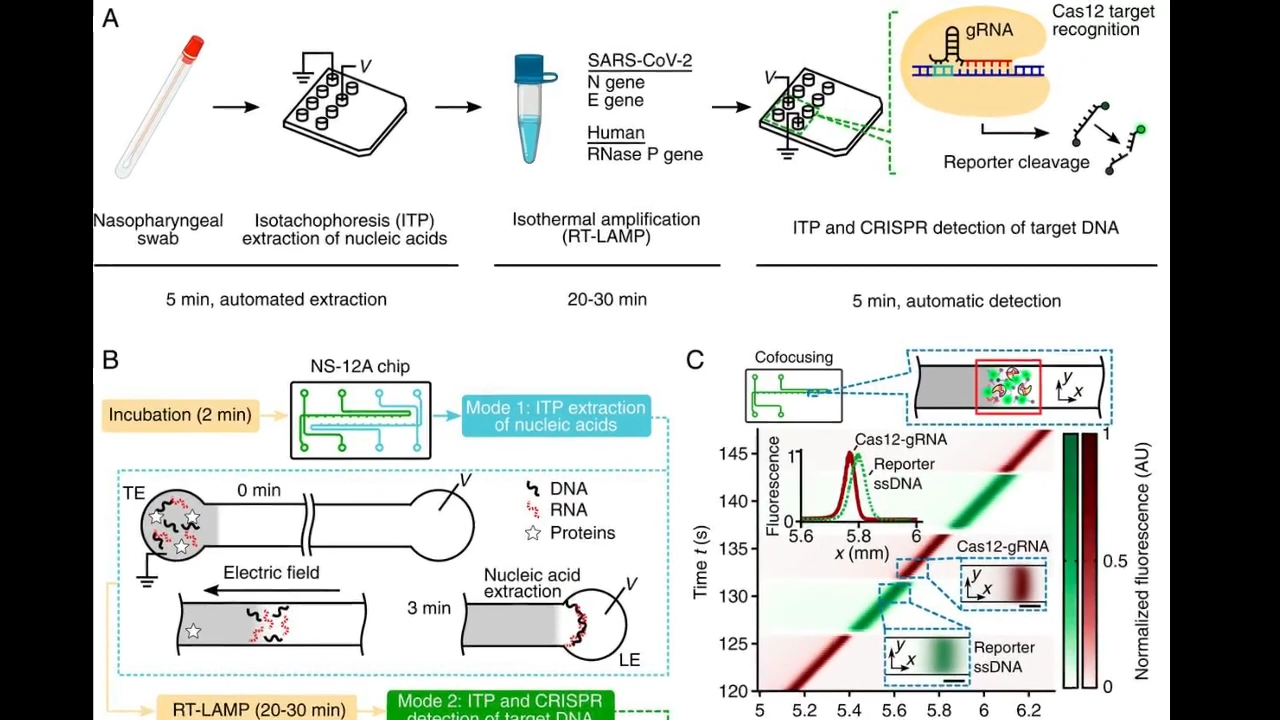 A
V
SARS-CoV-2
N gene
E gene
Human
RNase P gene
V
gRNA
Cas12 target
recognition
Reporter cleavage
Nasopharyngeal
swab
Isotachophoresis (ITP)
extraction of nucleic acids
Isothermal amplification
(RT-LAMP)
ITP and CRISPR detection of target DNA
5 min, automated extraction
20-30 min
5 min, automatic detection
B
NS-12A chip
Incubation (2 min)
Mode 1: ITP extraction
of nucleic acids
TE
0 min
V
DNA
RNA
Proteins
Electric field
3 min
Nucleic acid
extraction
V
LE
RT-LAMP (20-30 min)
Mode 2: ITP and CRISPR
detection of target DNA
C
Cofocusing
y
x
Time t (s)
145
140
135
130
125
120
5
5.2
5.4
5.6
5.8
6
6.2
Fluorescence
1
0
5.6
5.8
6
x (mm)
Cas12-gRNA
Reporter
ssDNA
Cas12-gRNA
y
x
y
x
Reporter
ssDNA
1
0.5
0
Normalized fluorescence (AU)